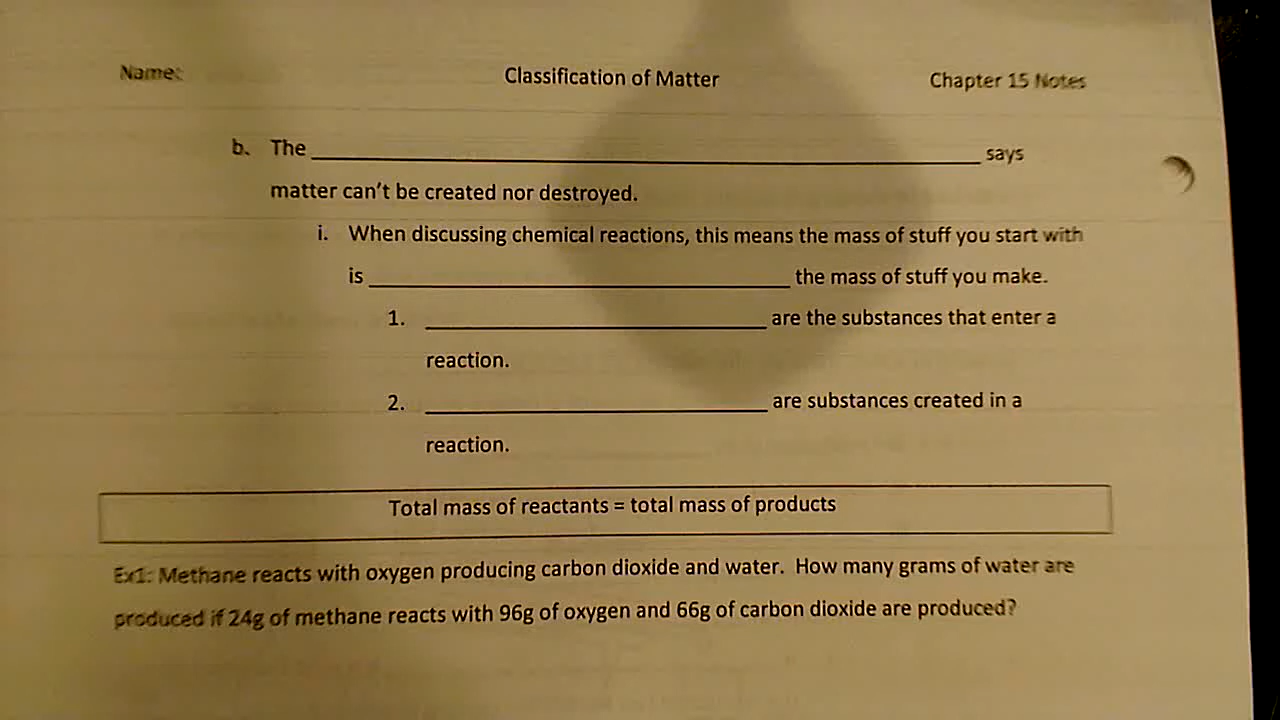 Name: Classification of Matter Chapter 15 Notes
b. The ______________________ says
matter can't be created nor destroyed.
i. When discussing chemical reactions, this means the mass of stuff you start with
is ______________________ the mass of stuff you make.
1. ______________________ are the substances that enter a
reaction.
2. ______________________ are substances created in a
reaction.
Total mass of reactants = total mass of products
Ex1: Methane reacts with oxygen producing carbon dioxide and water. How many grams of water are
produced if 24g of methane reacts with 96g of oxygen and 66g of carbon dioxide are produced?